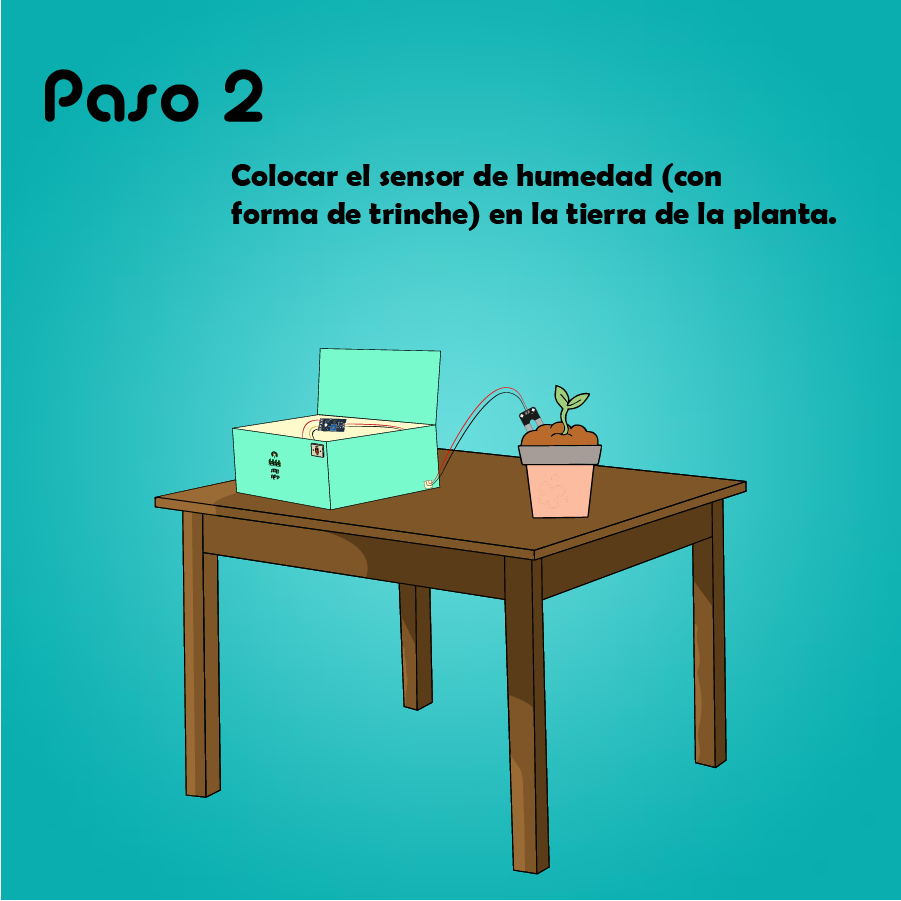 Paso 2
Colocar el sensor de humedad (con
forma de trinche) en la tierra de la planta.